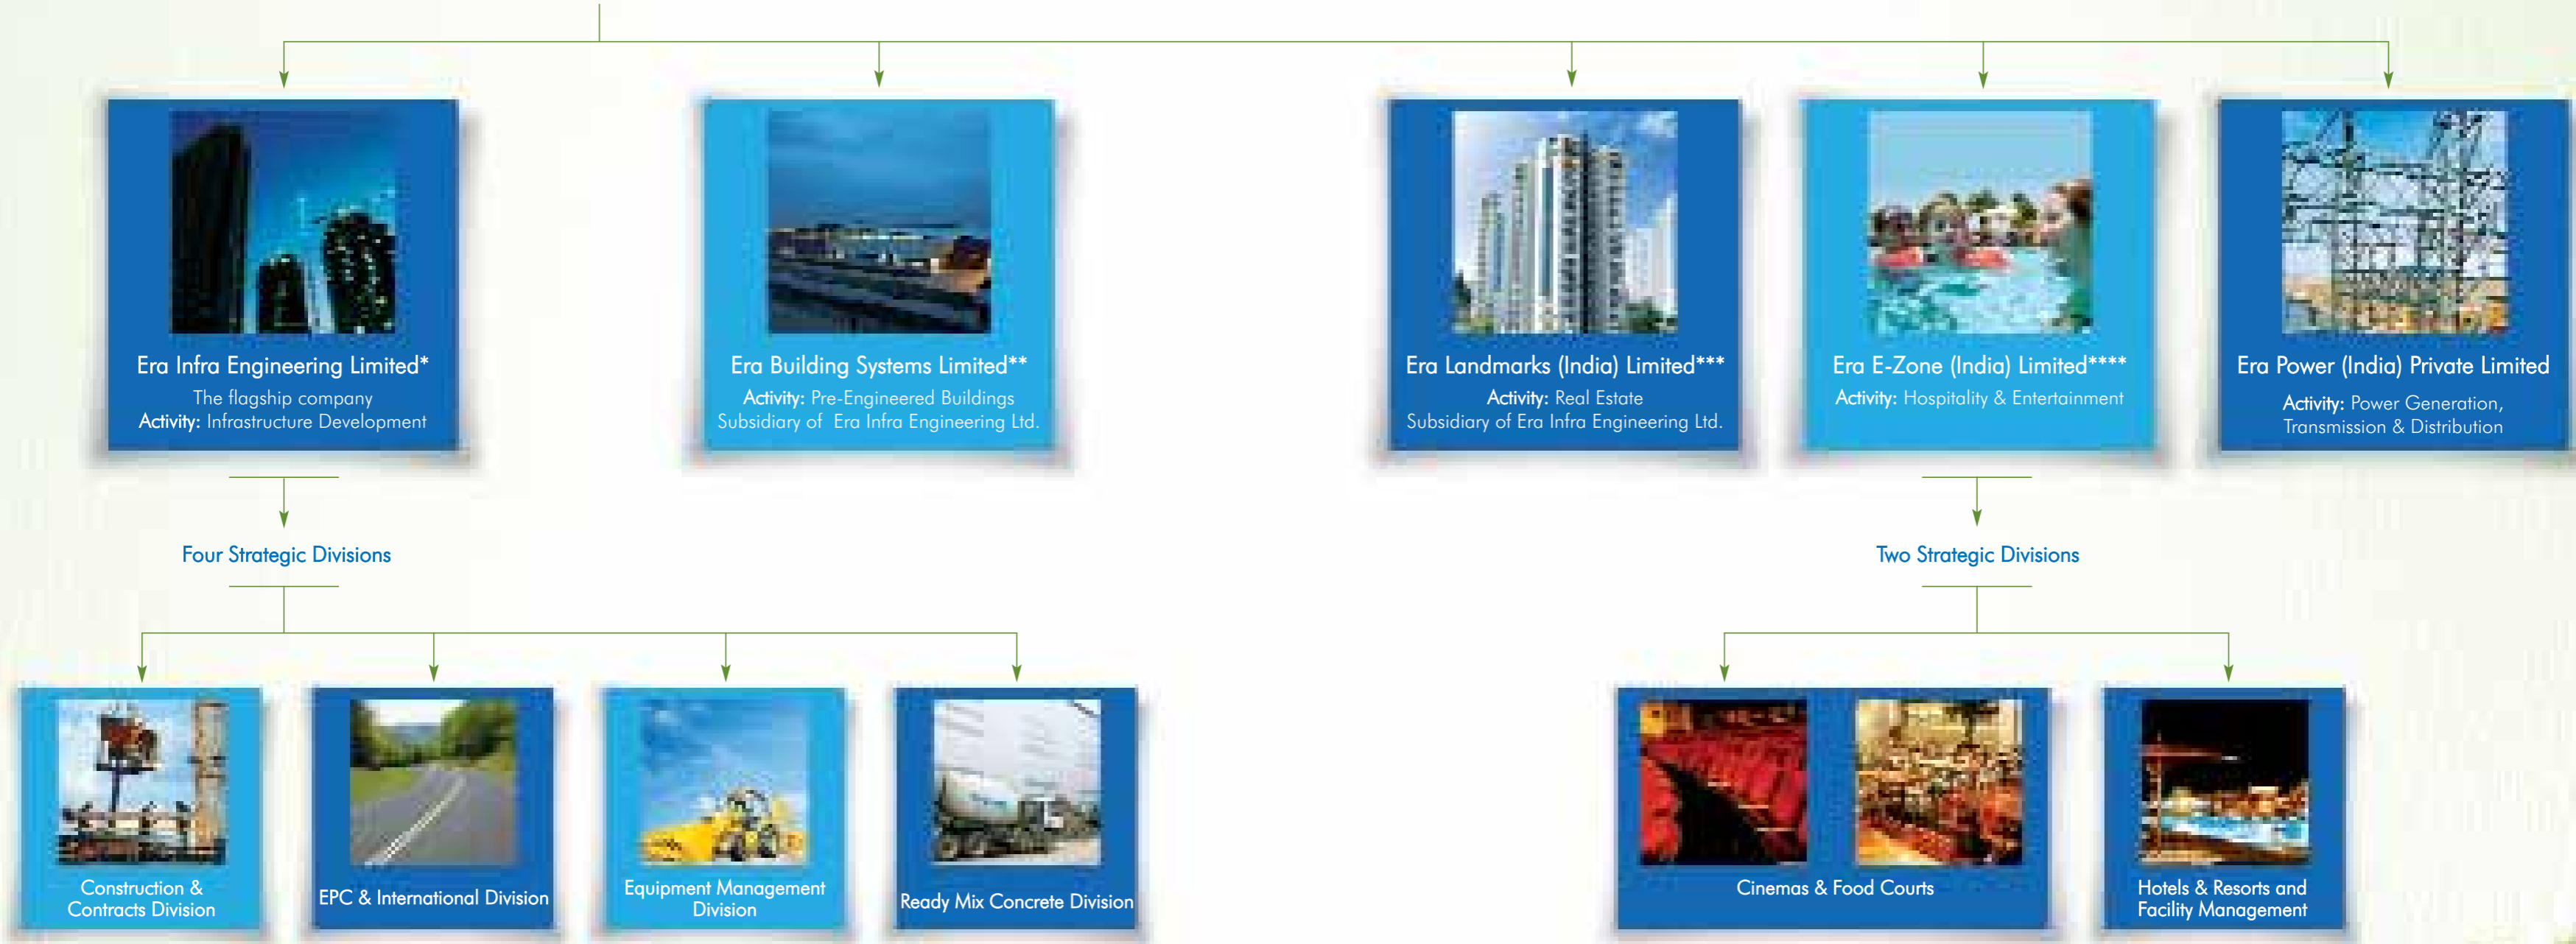 Era Infra Engineering Limited*
The flagship company
Activity: Infrastructure Development
Era Building Systems Limited**
Activity: Pre-Engineered Buildings
Subsidiary of Era Infra Engineering Ltd.
Era Landmarks (India) Limited***
Activity: Real Estate
Subsidiary of Era Infra Engineering Ltd.
Era E-Zone (India) Limited****
Activity: Hospitality & Entertainment
Era Power (India) Private Limited
Activity: Power Generation,
Transmission & Distribution
Four Strategic Divisions
Two Strategic Divisions
Construction &
Contracts Division
EPC & International Division
Equipment Management
Division
Ready Mix Concrete Division
Cinemas & Food Courts
Hotels & Resorts and
Facility Management